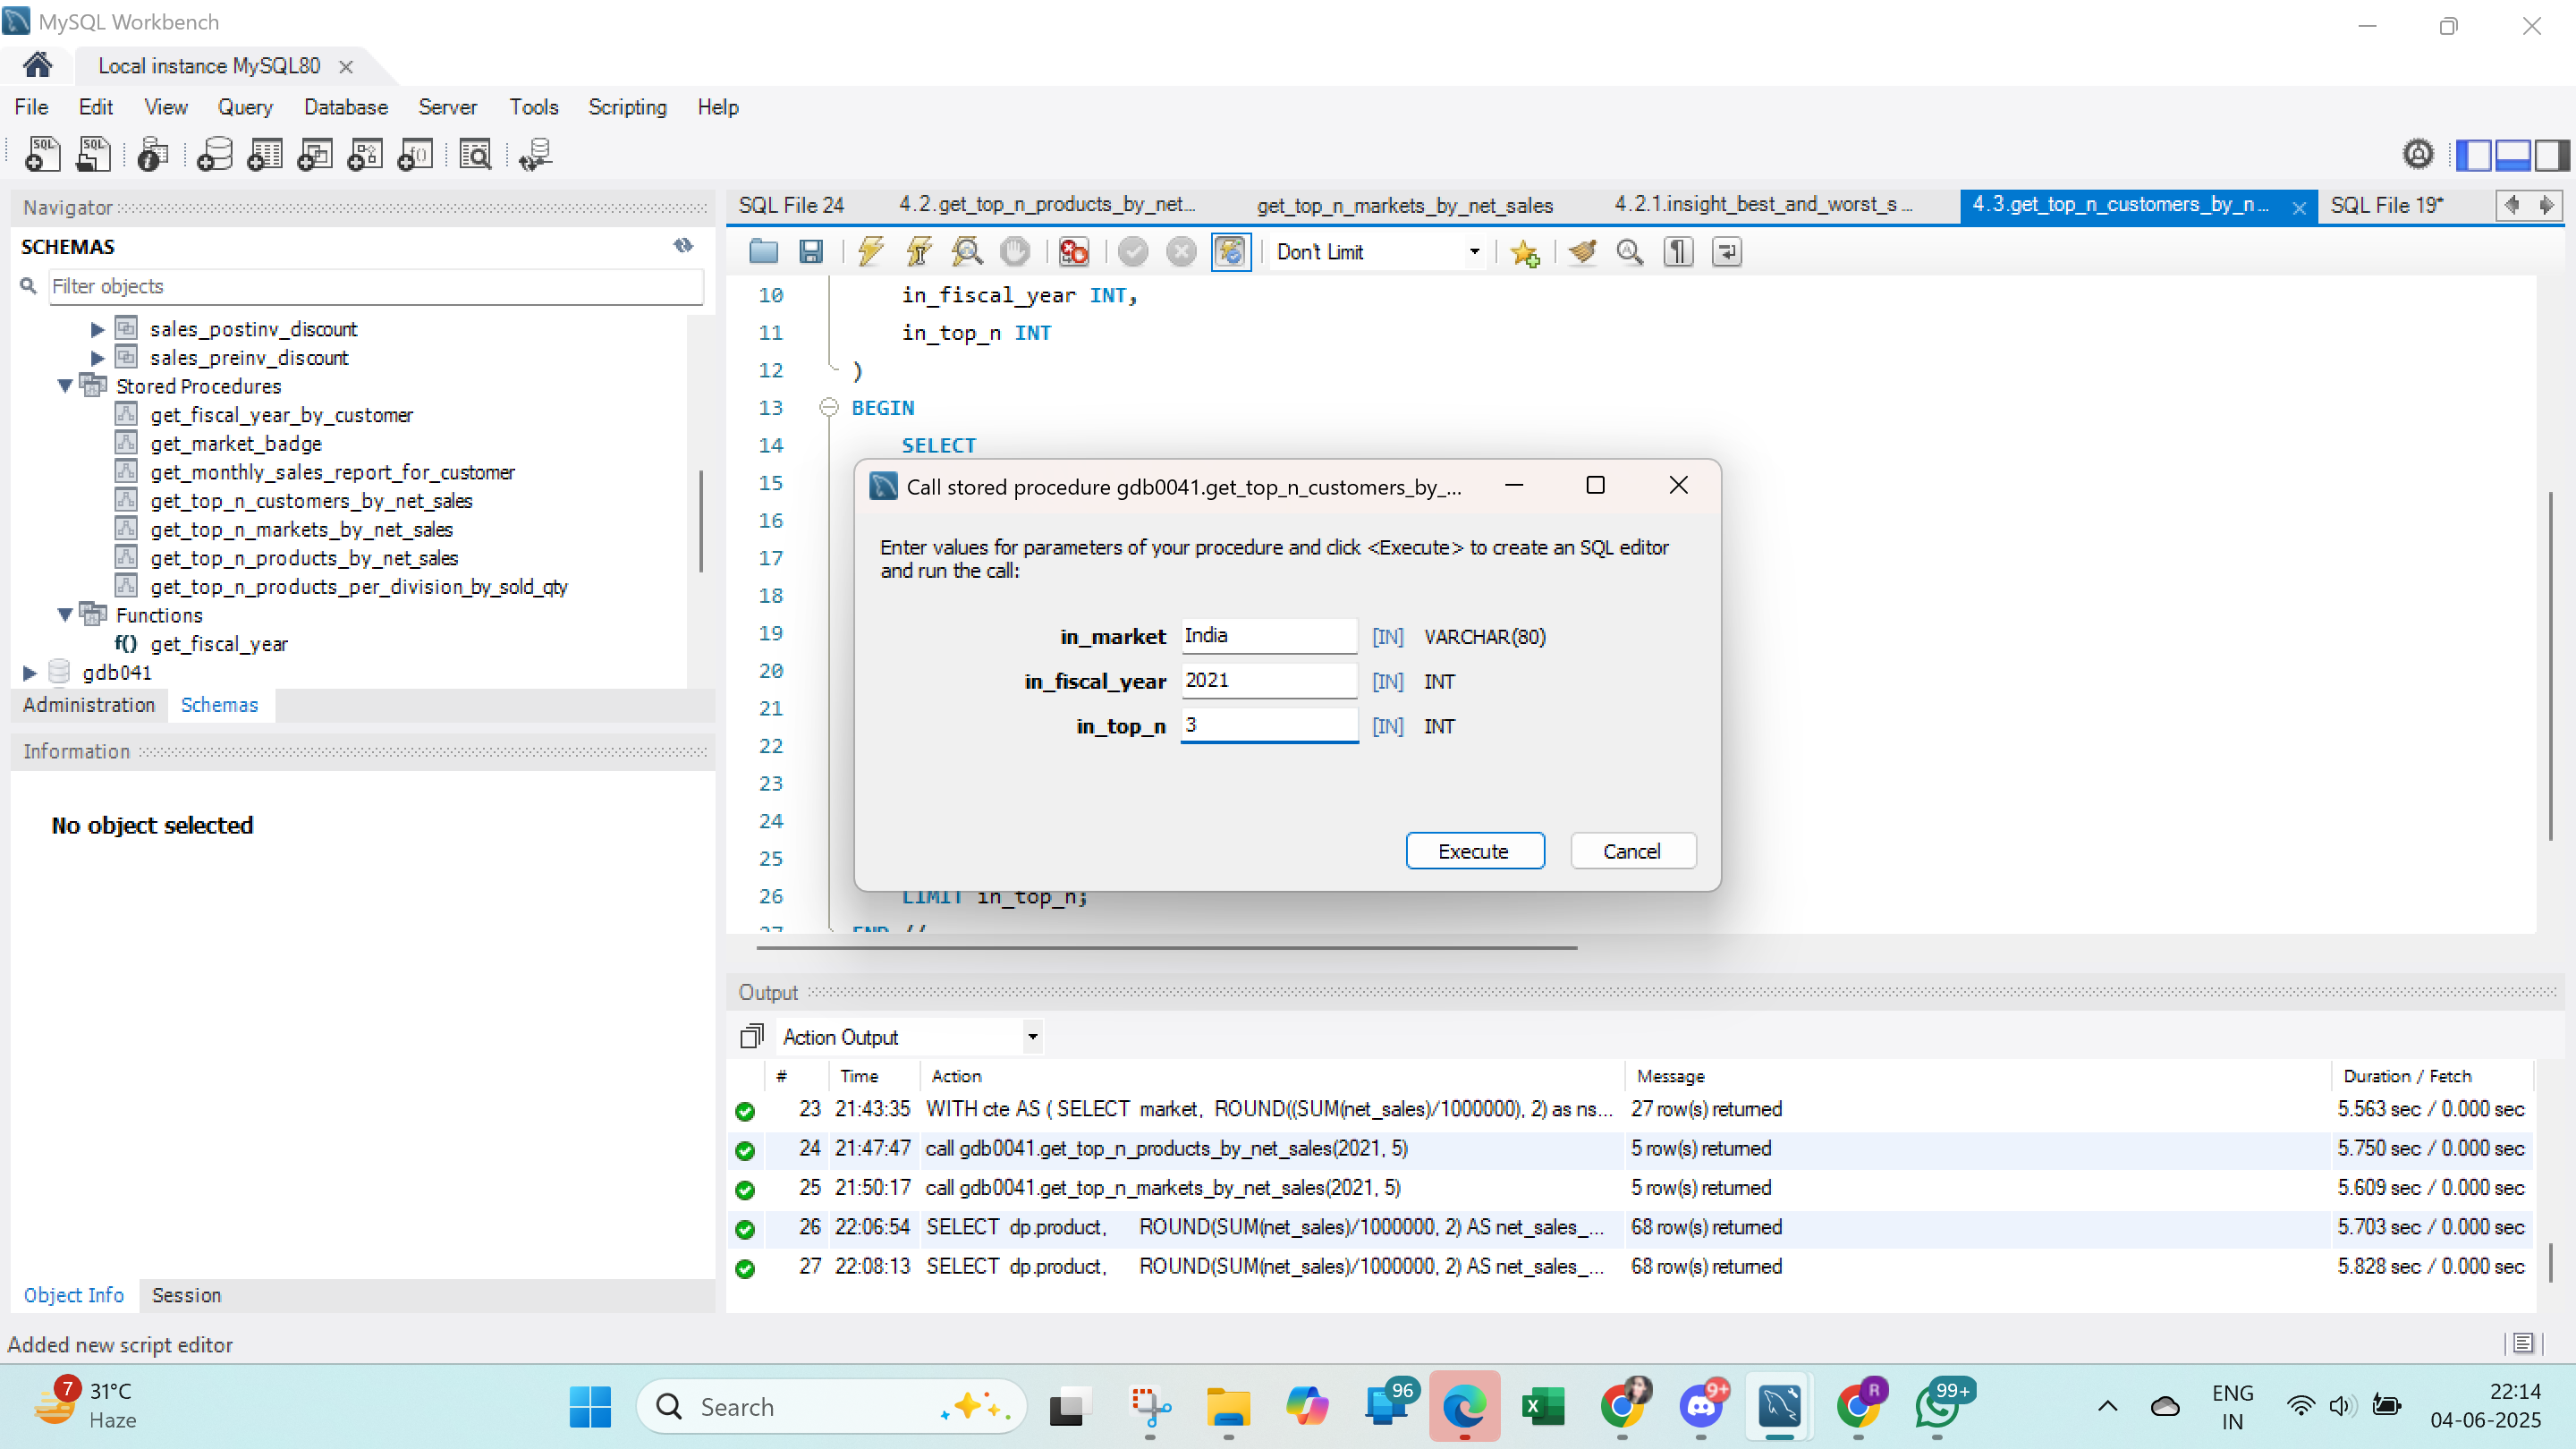 MySQL Workbench
Local instance MySQL80
File Edit View Query Database Server Tools Scripting Help
Navigator
SCHEMAS
Filter objects
sales_postinv_discount
sales_preinv_discount
Stored Procedures
get_fiscal_year_by_customer
get_market_badge
get_monthly_sales_report_for_customer
get_top_n_customers_by_net_sales
get_top_n_markets_by_net_sales
get_top_n_products_by_net_sales
get_top_n_products_per_division_by_sold_qty
Functions
f() get_fiscal_year
gdb041
Administration Schemas
Information
No object selected
Object Info Session
Added new script editor
SQL File 24 4.2.get_top_n_products_by_net... get_top_n_markets_by_net_sales 4.2.1.insight_best_and_worst_s... 4.3.get_top_n_customers_by_n... SQL File 19*
Don't Limit
10 in_fiscal_year INT,
11 in_top_n INT
12 )
13 BEGIN
14 SELECT
15
16
17
18
19
20
21
22
23
24
25
26 LIMIT in_top_n;
27 END //
Call stored procedure gdb0041.get_top_n_customers_by_...
Enter values for parameters of your procedure and click <Execute> to create an SQL editor
and run the call:
in_market India [IN] VARCHAR(80)
in_fiscal_year 2021 [IN] INT
in_top_n 3 [IN] INT
Execute Cancel
Output
Action Output
# Time Action Message Duration / Fetch
23 21:43:35 WITH cte AS ( SELECT market, ROUND((SUM(net_sales)/1000000), 2) as ns... 27 row(s) returned 5.563 sec / 0.000 sec
24 21:47:47 call gdb0041.get_top_n_products_by_net_sales(2021, 5) 5 row(s) returned 5.750 sec / 0.000 sec
25 21:50:17 call gdb0041.get_top_n_markets_by_net_sales(2021, 5) 5 row(s) returned 5.609 sec / 0.000 sec
26 22:06:54 SELECT dp.product, ROUND(SUM(net_sales)/1000000, 2) AS net_sales_... 68 row(s) returned 5.703 sec / 0.000 sec
27 22:08:13 SELECT dp.product, ROUND(SUM(net_sales)/1000000, 2) AS net_sales_... 68 row(s) returned 5.828 sec / 0.000 sec
7 31°C
Haze
Search
96
9+
R
99+
ENG
IN
22:14
04-06-2025